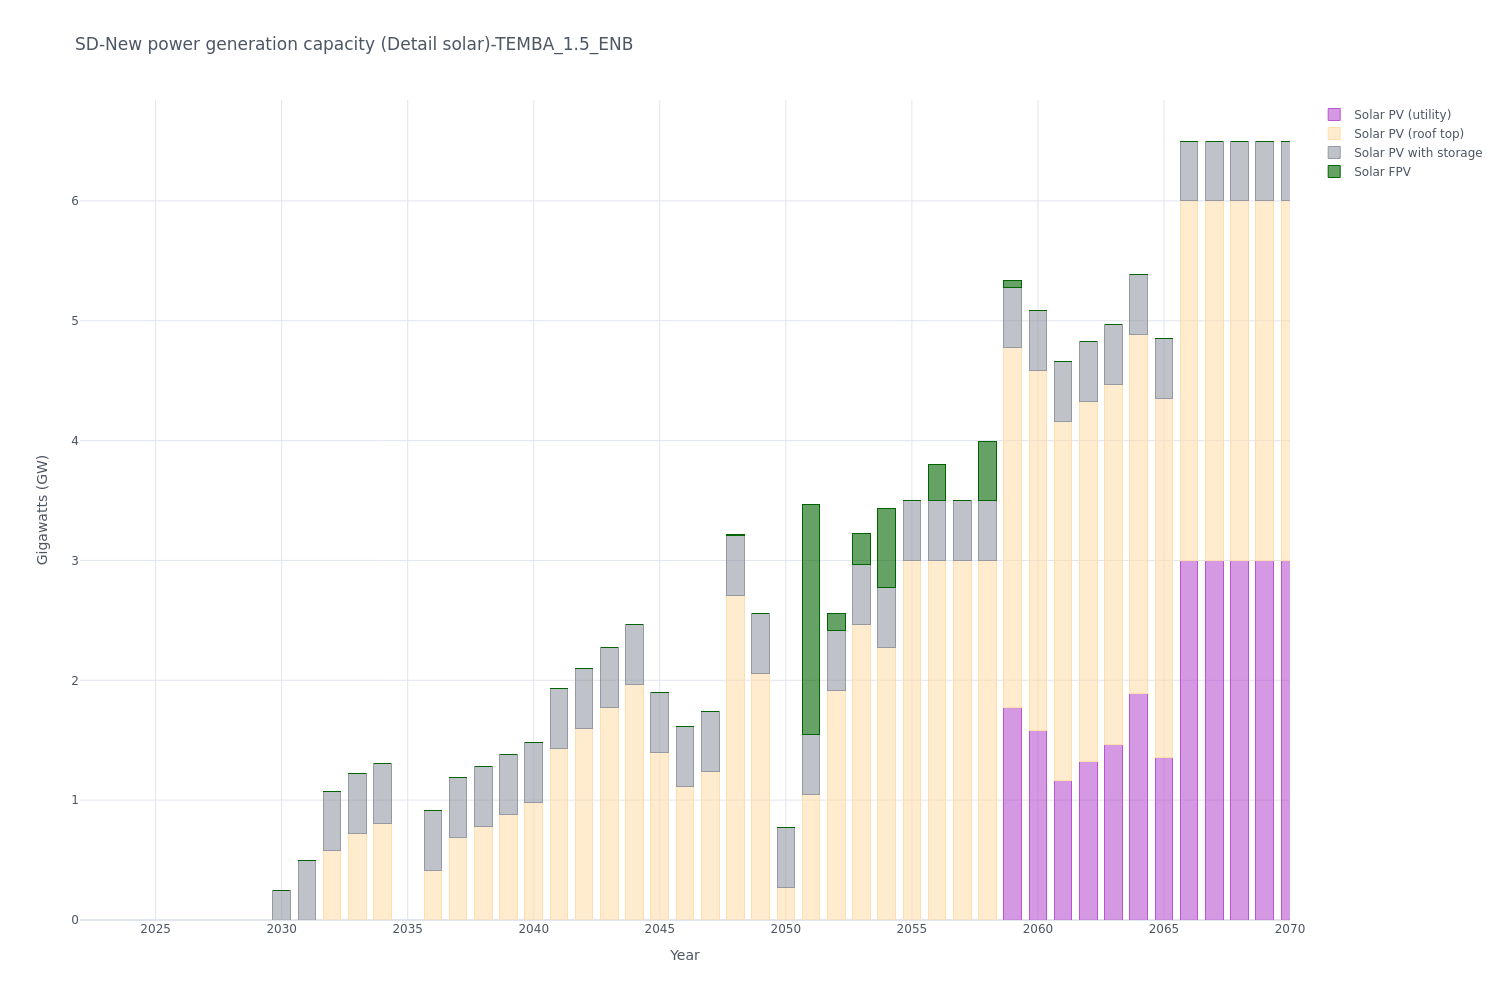 SD-New power generation capacity (Detail solar)-TEMBA_1.5_ENB
Solar PV (utility)
Solar PV (roof top)
Solar PV with storage
Solar FPV
6
5
4
3
2
1
0
Gigawatts (GW)
2025 2030 2035 2040 2045 2050 2055 2060 2065 2070
Year